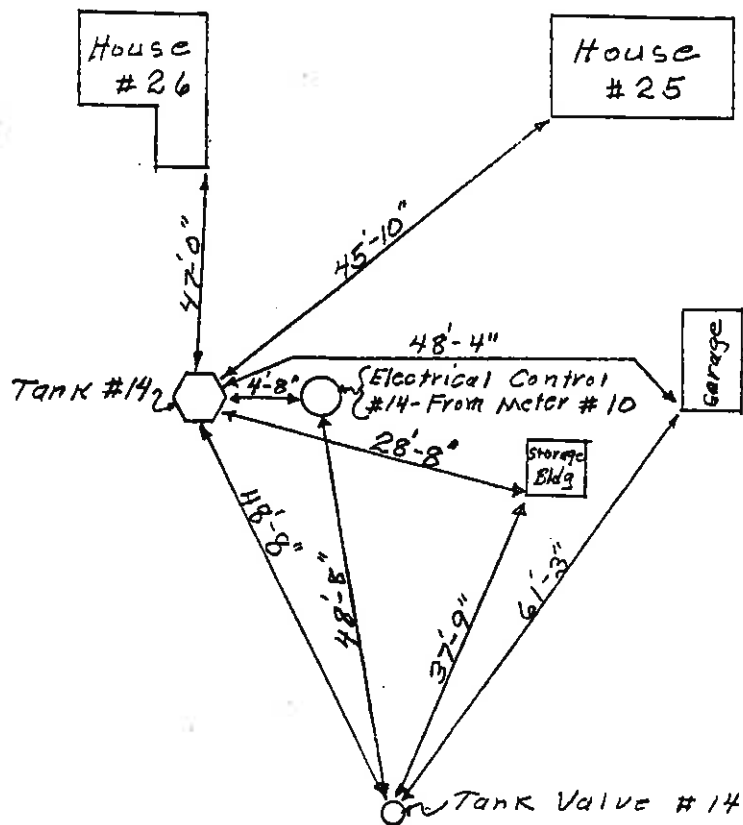 House
#26
House
#25
47'-0"
45'-10"
48'-4"
Garage
Tank #14
4'-8"
Electrical Control
#14-From Meter #10
28'-8"
Storage
Bldg
48'-8"
48'-8"
37'-9"
61'-3"
Tank Valve #14